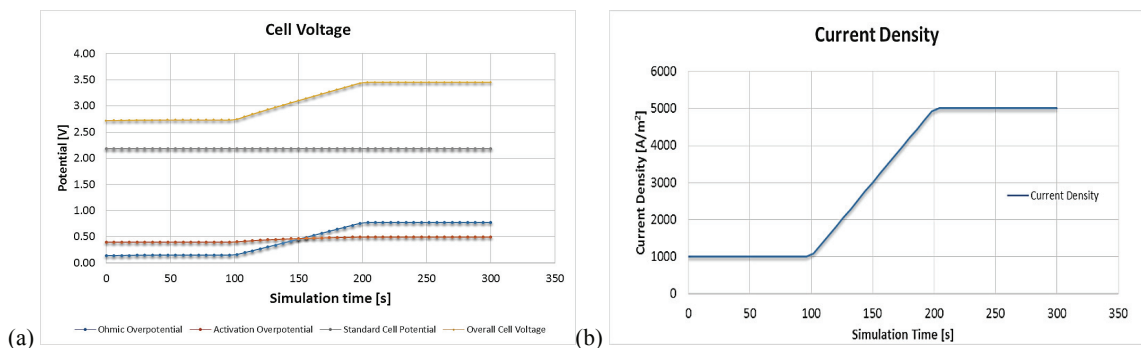 Cell Voltage
4.00
3.50
3.00
2.50
2.00
1.50
1.00
0.50
0.00
Potential [V]
0 50 100 150 200 250 300 350
Simulation time [s]
Ohmic Overpotential Activation Overpotential Standard Cell Potential Overall Cell Voltage
(a)
Current Density
6000
5000
4000
3000
2000
1000
0
Current Density [A/m²]
Current Density
0 50 100 150 200 250 300 350
Simulation Time [s]
(b)